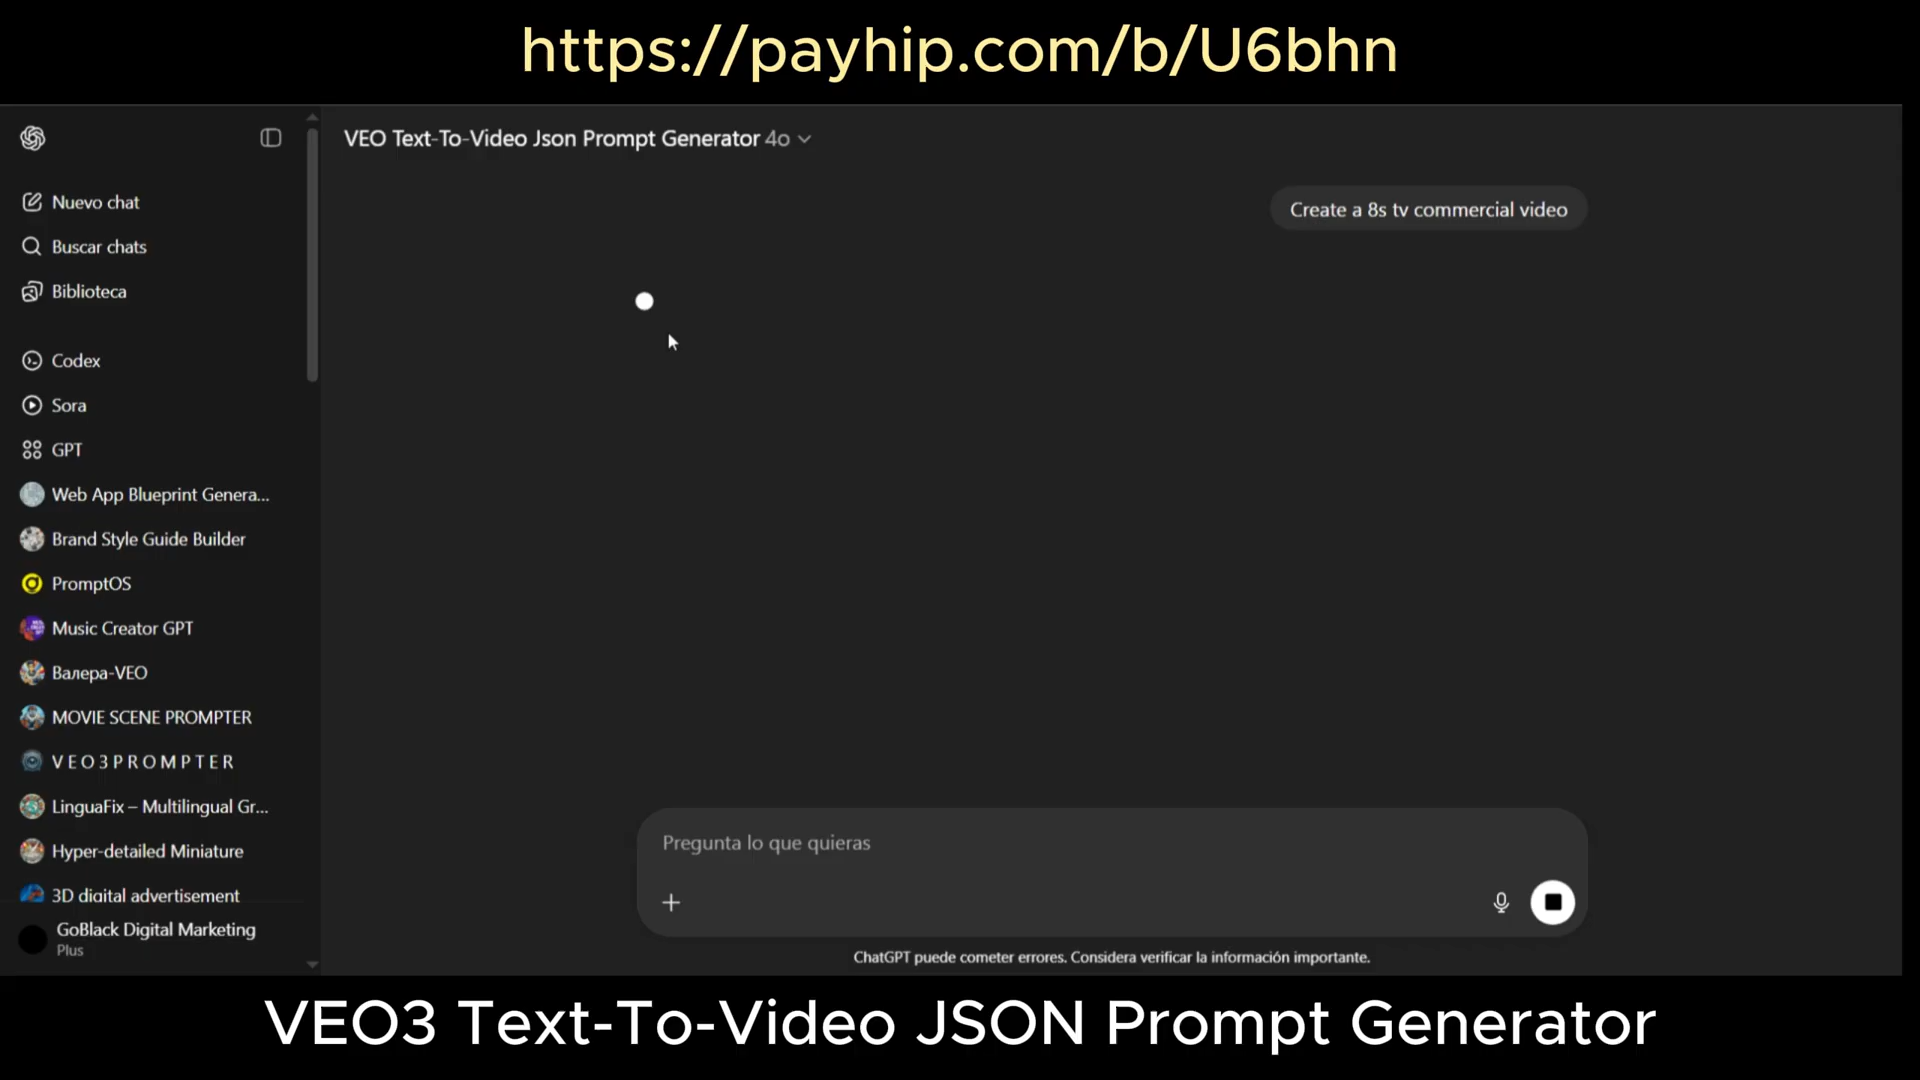 https://payhip.com/b/U6bhn
VEO Text-To-Video Json Prompt Generator 4o
Create a 8s tv commercial video
Nuevo chat
Buscar chats
Biblioteca
Codex
Sora
GPT
Web App Blueprint Genera...
Brand Style Guide Builder
PromptOS
Music Creator GPT
Валера-VEO
MOVIE SCENE PROMPTER
V E O 3 P R O M P T E R
LinguaFix – Multilingual Gr...
Hyper-detailed Miniature
3D digital advertisement
GoBlack Digital Marketing
Plus
Pregunta lo que quieras
ChatGPT puede cometer errores. Considera verificar la información importante.
VEO3 Text-To-Video JSON Prompt Generator